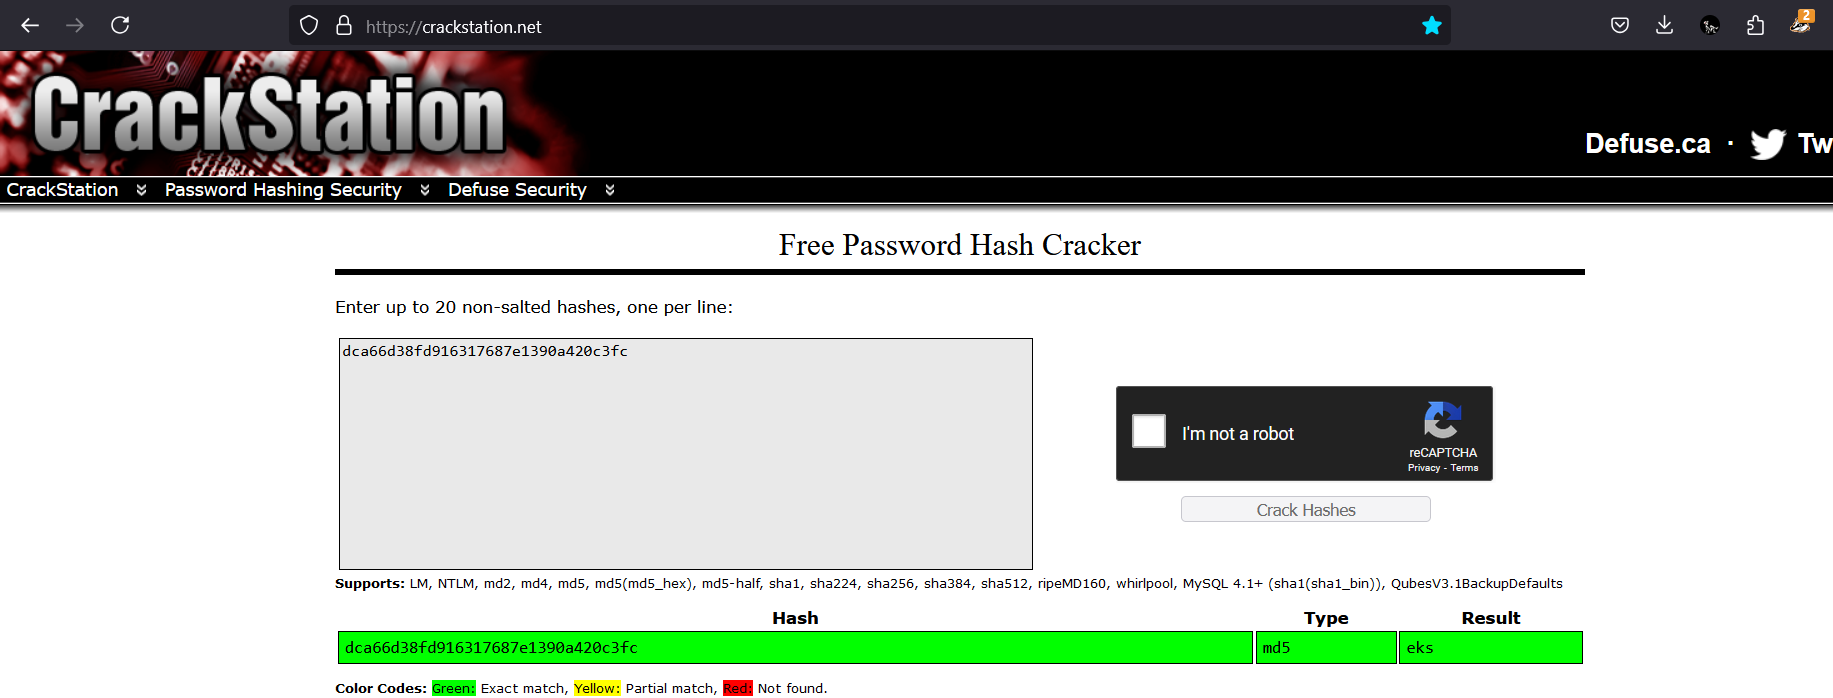 https://crackstation.net
2
CrackStation
Defuse.ca · Tw
CrackStation Password Hashing Security Defuse Security
Free Password Hash Cracker
Enter up to 20 non-salted hashes, one per line:
dca66d38fd916317687e1390a420c3fc
I'm not a robot
reCAPTCHA
Privacy - Terms
Crack Hashes
Supports: LM, NTLM, md2, md4, md5, md5(md5_hex), md5-half, sha1, sha224, sha256, sha384, sha512, ripeMD160, whirlpool, MySQL 4.1+ (sha1(sha1_bin)), QubesV3.1BackupDefaults
Hash Type Result
dca66d38fd916317687e1390a420c3fc md5 eks
Color Codes: Green: Exact match, Yellow: Partial match, Red: Not found.